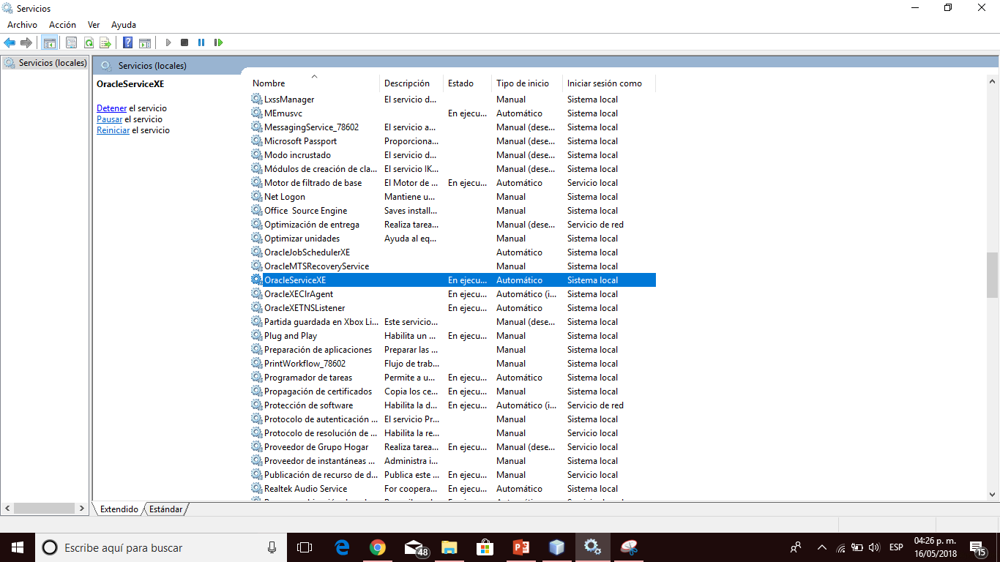 Servicios
Archivo Acción Ver Ayuda
Servicios (locales)
Servicios (locales)
OracleServiceXE
Detener el servicio
Pausar el servicio
Reiniciar el servicio
Nombre Descripción Estado Tipo de inicio Iniciar sesión como
LxssManager El servicio d... Manual Sistema local
MEmusvc En ejecu... Automático Sistema local
MessagingService_78602 El servicio a... Manual (dese... Sistema local
Microsoft Passport Proporciona... Manual (dese... Sistema local
Modo incrustado El servicio d... Manual (dese... Sistema local
Módulos de creación de cla... El servicio IK... Manual (dese... Sistema local
Motor de filtrado de base El Motor de ... En ejecu... Automático Servicio local
Net Logon Mantiene u... Manual Sistema local
Office  Source Engine Saves install... Manual Sistema local
Optimización de entrega Realiza tarea... Manual (dese... Servicio de red
Optimizar unidades Ayuda al eq... Manual Sistema local
OracleJobSchedulerXE Automático Sistema local
OracleMTSRecoveryService Manual Sistema local
OracleServiceXE En ejecu... Automático Sistema local
OracleXEClrAgent En ejecu... Automático (i... Sistema local
OracleXETNSListener En ejecu... Automático Sistema local
Partida guardada en Xbox Li... Este servicio... Manual (dese... Sistema local
Plug and Play Habilita un ... En ejecu... Manual Sistema local
Preparación de aplicaciones Preparar las ... Manual Sistema local
PrintWorkflow_78602 Flujo de trab... Manual Sistema local
Programador de tareas Permite a u... En ejecu... Automático Sistema local
Propagación de certificados Copia los ce... En ejecu... Manual Sistema local
Protección de software Habilita la d... En ejecu... Automático (i... Servicio de red
Protocolo de autenticación ... El servicio Pr... Manual Sistema local
Protocolo de resolución de ... Habilita la re... Manual Servicio local
Proveedor de Grupo Hogar Realiza tarea... En ejecu... Manual (dese... Servicio local
Proveedor de instantáneas ... Administra i... Manual Sistema local
Publicación de recurso de d... Publica este ... En ejecu... Manual Servicio local
Realtek Audio Service For coopera... En ejecu... Automático Sistema local
Extendido Estándar
Escribe aquí para buscar
48
ESP
04:26 p. m.
16/05/2018
15